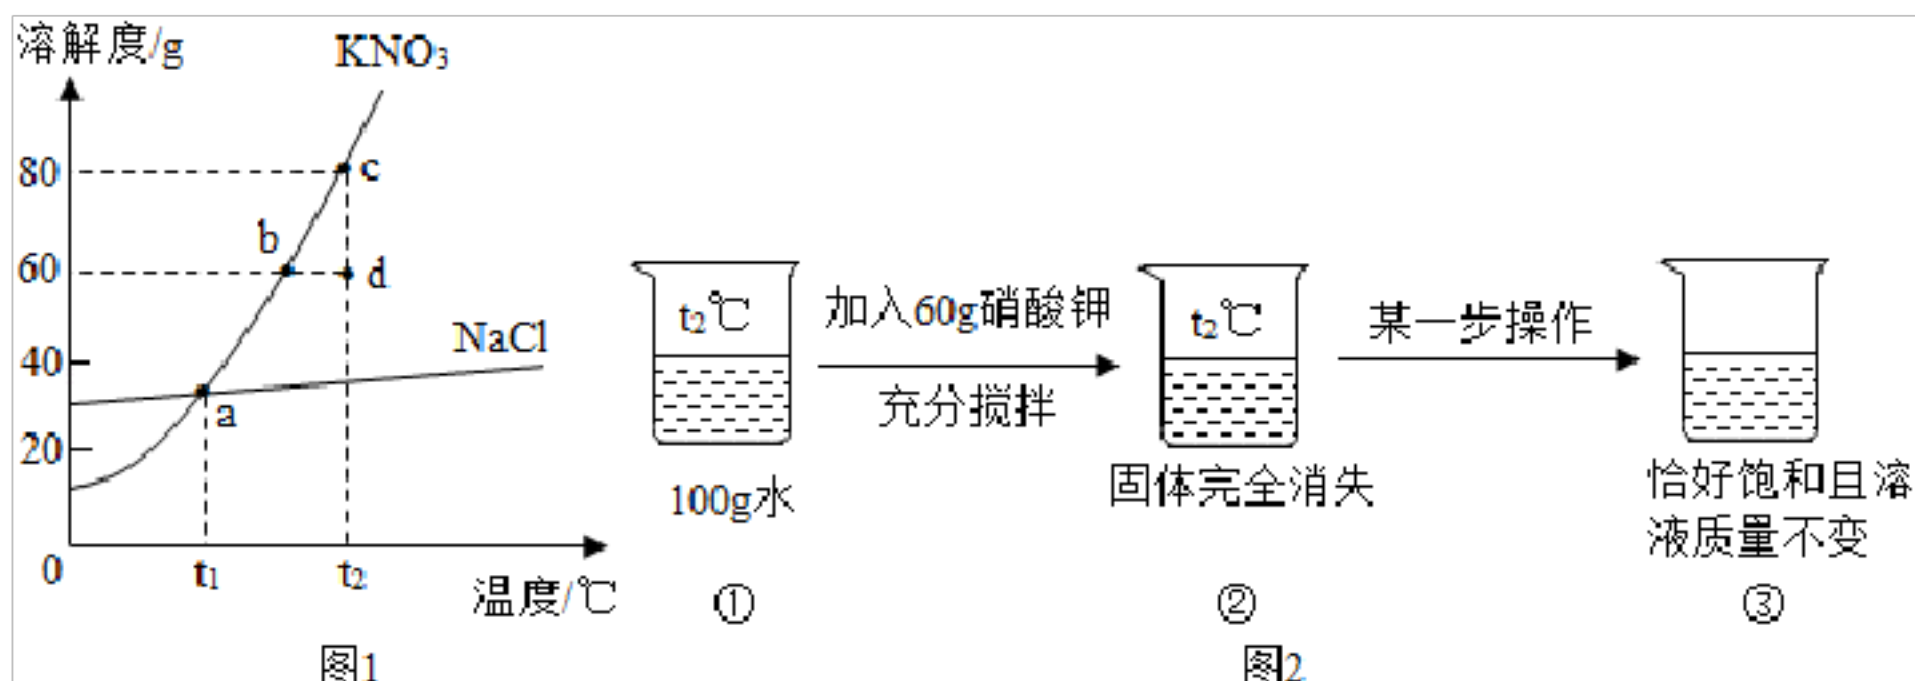 溶解度/g
KNO₃
80
c
b
60
d
NaCl
40
a
20
0
t₁
t₂
温度/℃
图1
t₂℃
100g水
①
加入60g硝酸钾
充分搅拌
t₂℃
固体完全消失
②
某一步操作
恰好饱和且溶
液质量不变
③
图2